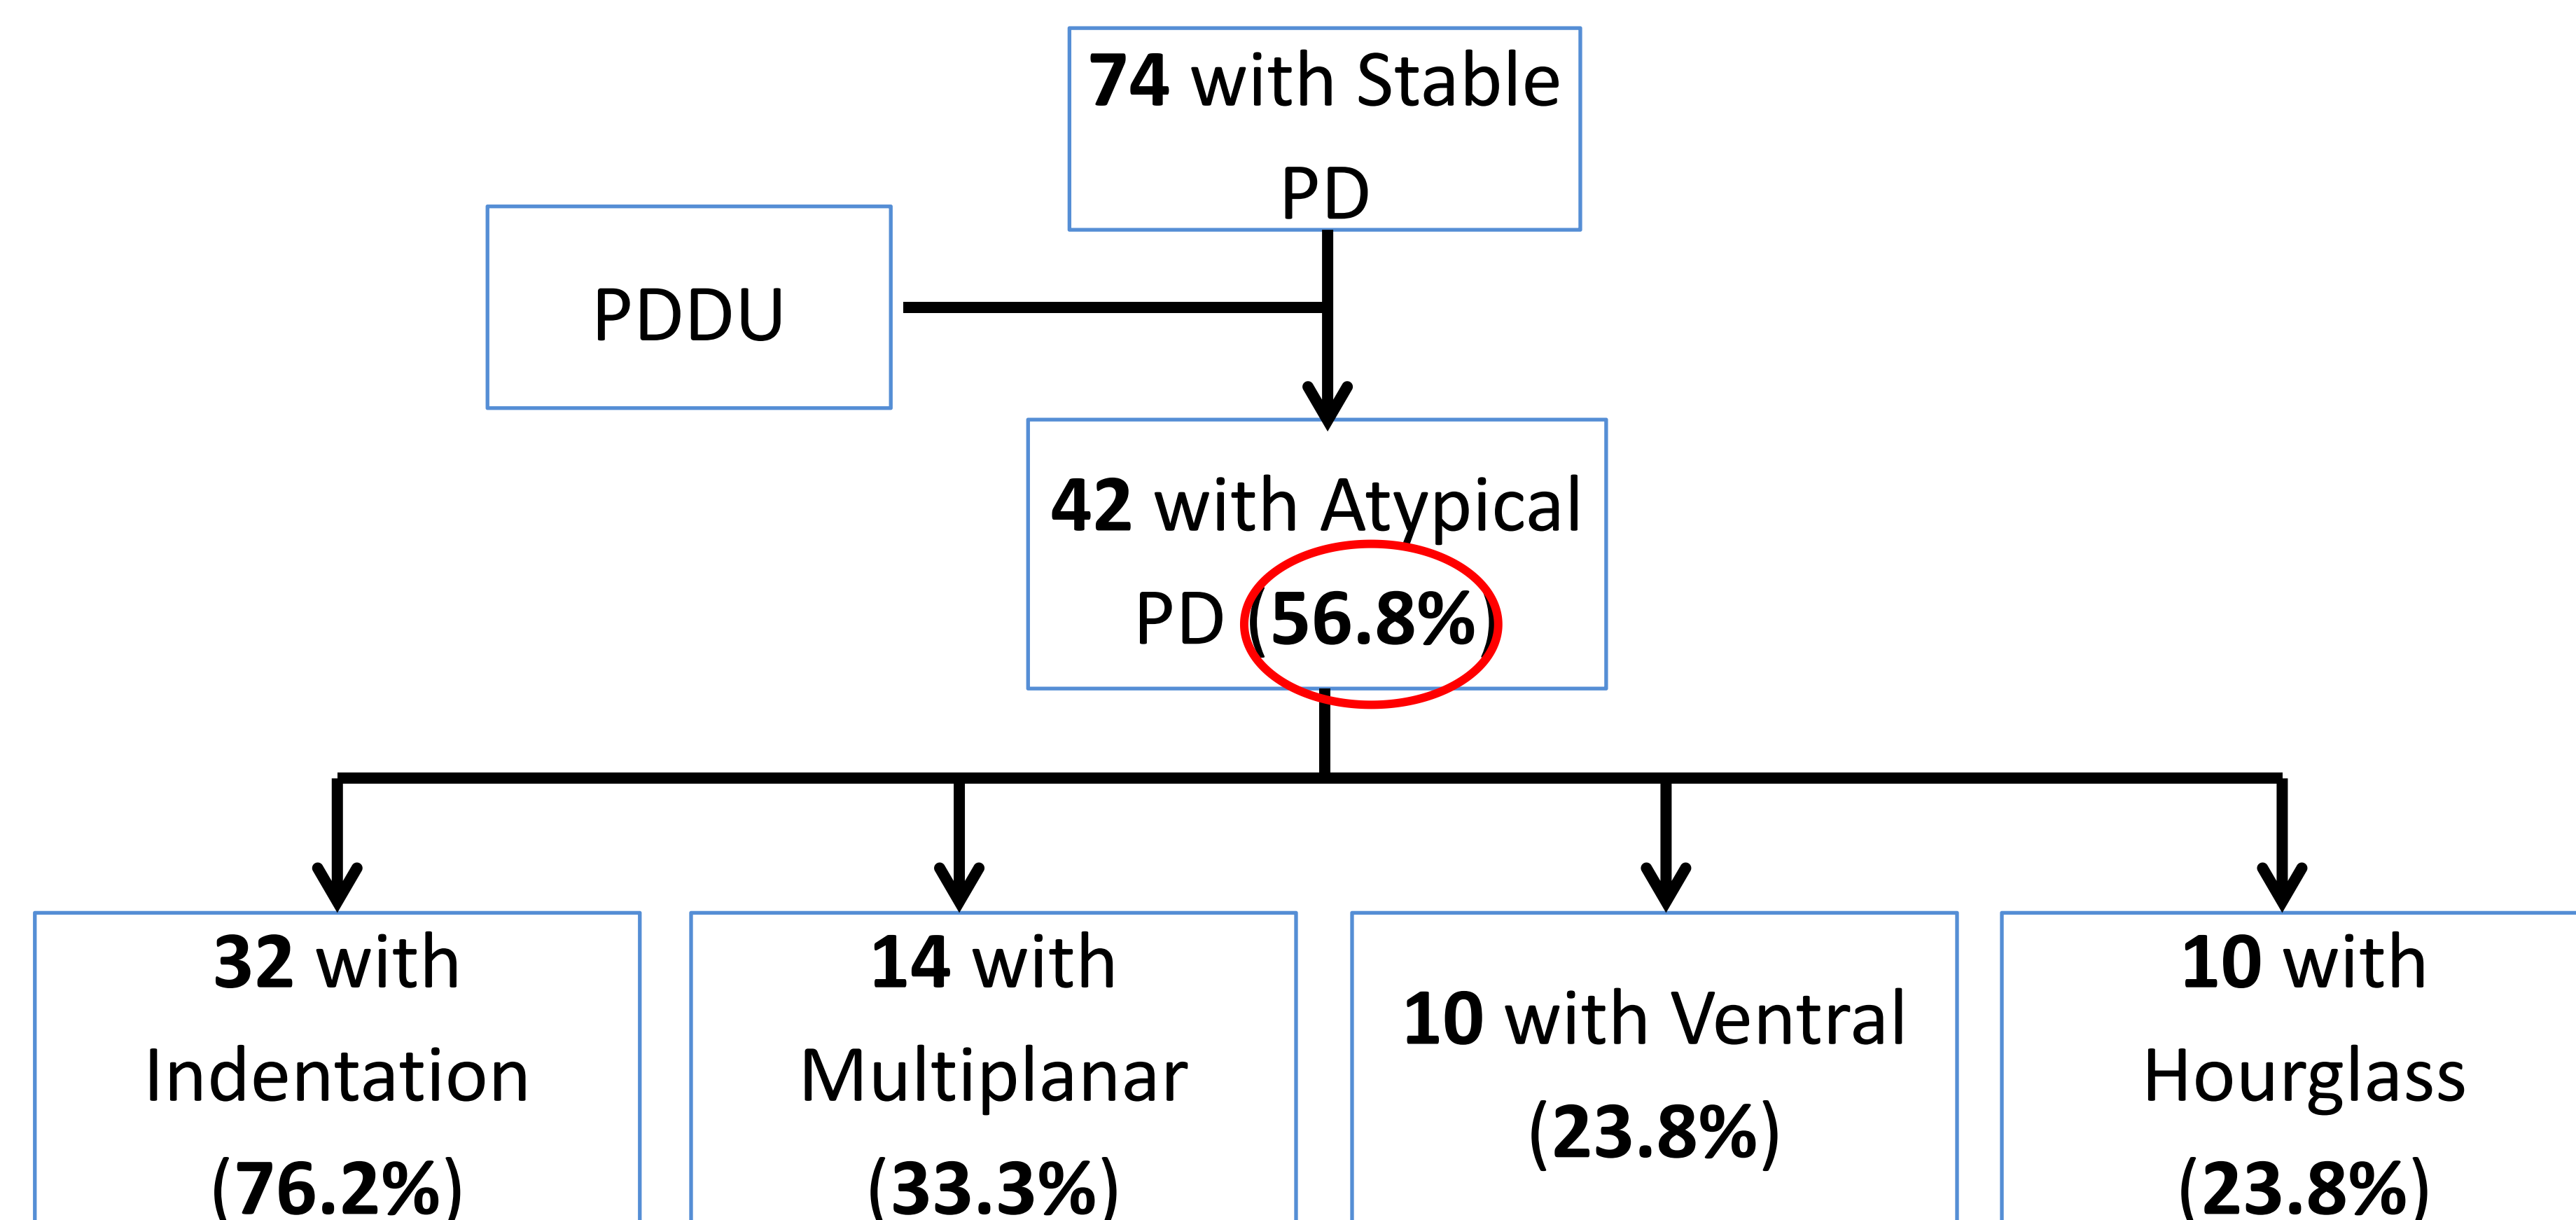 74 with Stable
PD
PDDU
42 with Atypical
PD (56.8%)
32 with
Indentation
(76.2%)
14 with
Multiplanar
(33.3%)
10 with Ventral
(23.8%)
10 with
Hourglass
(23.8%)